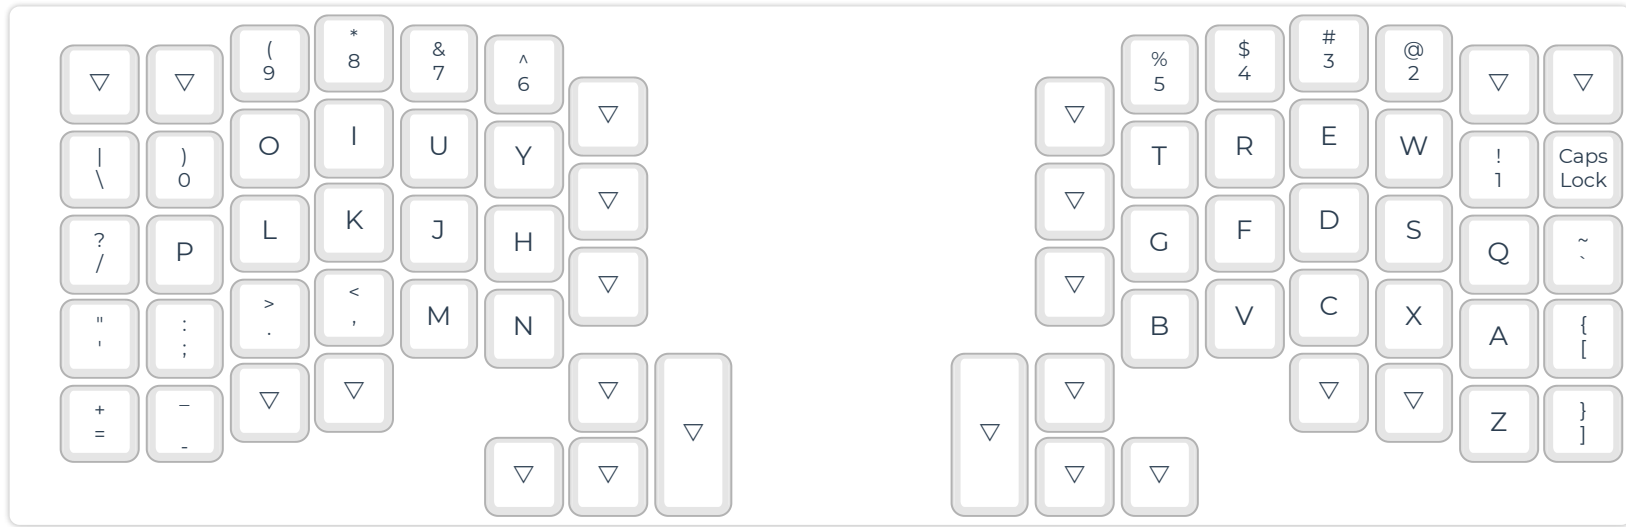 ▽ ▽ ( * & ^ % $ # @ ▽ ▽
9 8 7 6 5 4 3 2
▽ ▽
| ) O I U Y T R E W ! Caps
\ 0 1 Lock
▽ ▽
? P L K J H G F D S Q ~
/ `
▽ ▽
" : > < M N B V C X A {
' ; . , [
▽ ▽ ▽ ▽ ▽ ▽
+ _ Z }
= - ]
▽ ▽
▽ ▽ ▽ ▽